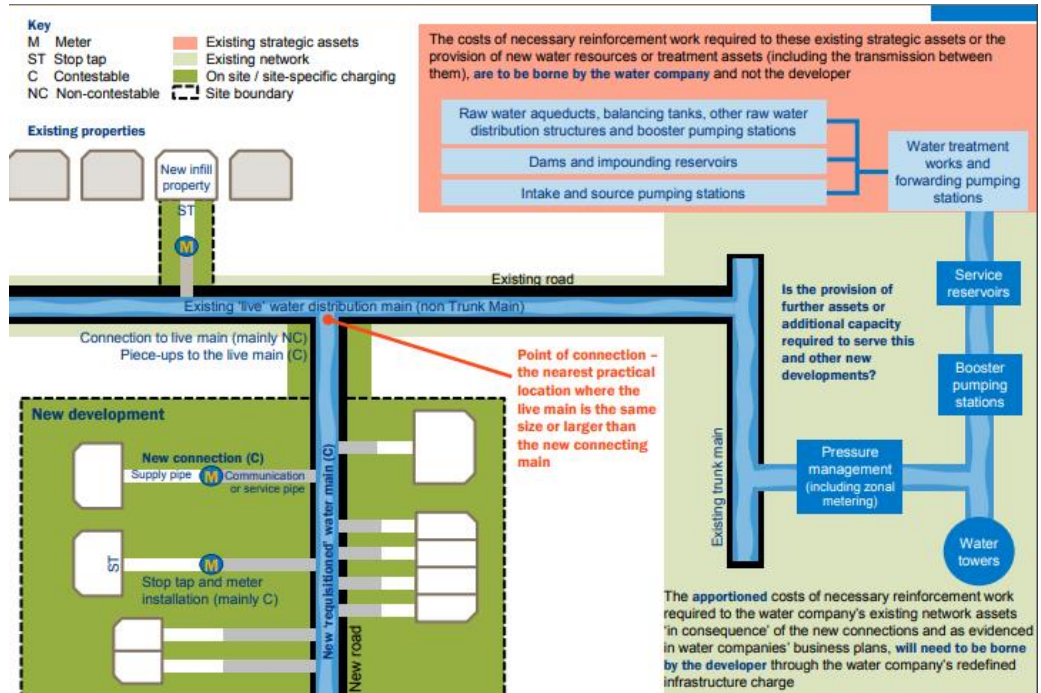 Key
M Meter
ST Stop tap
C Contestable
NC Non-contestable
Existing strategic assets
Existing network
On site / site-specific charging
Site boundary
The costs of necessary reinforcement work required to these existing strategic assets or the
provision of new water resources or treatment assets (including the transmission between
them), are to be borne by the water company and not the developer
Raw water aqueducts, balancing tanks, other raw water
distribution structures and booster pumping stations
Dams and impounding reservoirs
Intake and source pumping stations
Water treatment
works and
forwarding pumping
stations
Existing properties
New infill
property
ST
M
Existing road
Existing 'live' water distribution main (non Trunk Main)
Connection to live main (mainly NC)
Piece-ups to the live main (C)
Point of connection –
the nearest practical
location where the
live main is the same
size or larger than
the new connecting
main
Is the provision of
further assets or
additional capacity
required to serve this
and other new
developments?
Service
reservoirs
Booster
pumping
stations
Pressure
management
(including zonal
metering)
Water
towers
Existing trunk main
New development
New connection (C)
Supply pipe
M
Communication
or service pipe
ST
M
Stop tap and meter
installation (mainly C)
New 'requisitioned' water main (C)
New road
The apportioned costs of necessary reinforcement work
required to the water company's existing network assets
'in consequence' of the new connections and as evidenced
in water companies' business plans, will need to be borne
by the developer through the water company's redefined
infrastructure charge